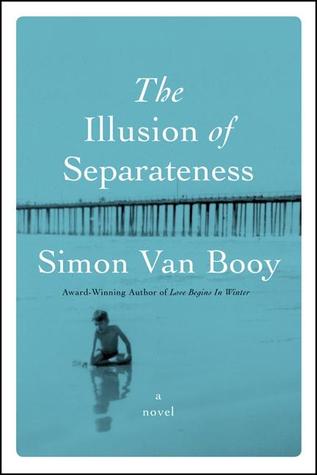 The
Illusion of
Separateness
Simon Van Booy
Award-Winning Author of Love Begins In Winter
a
novel